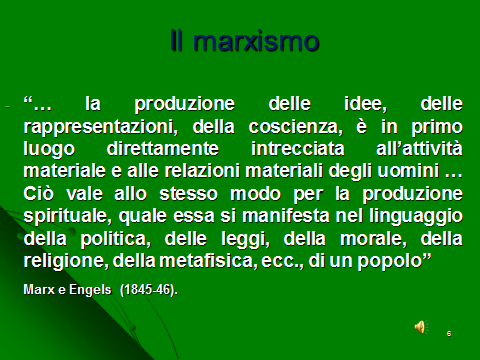 Il marxismo
- “… la produzione delle idee, delle
rappresentazioni, della coscienza, è in primo
luogo direttamente intrecciata all’attività
materiale e alle relazioni materiali degli uomini …
Ciò vale allo stesso modo per la produzione
spirituale, quale essa si manifesta nel linguaggio
della politica, delle leggi, della morale, della
religione, della metafisica, ecc., di un popolo”
Marx e Engels (1845-46).
6